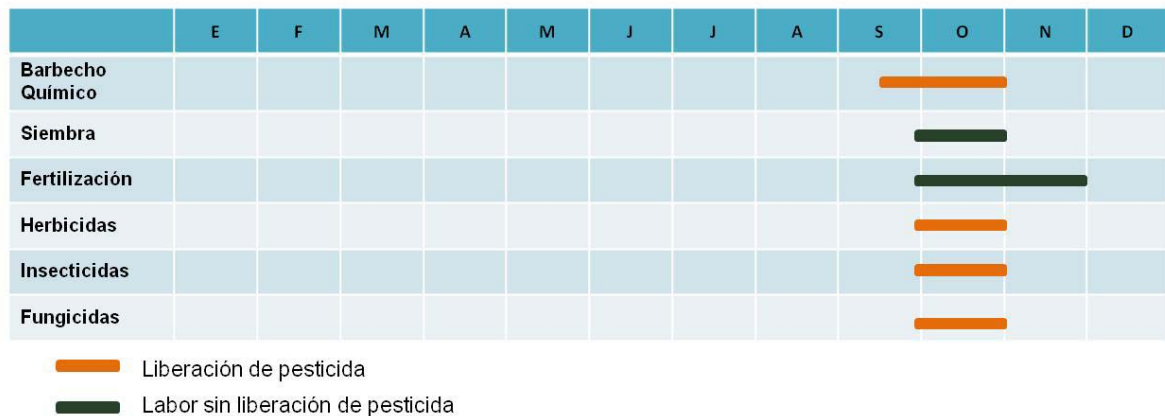 E F M A M J J A S O N D
Barbecho
Químico
Siembra
Fertilización
Herbicidas
Insecticidas
Fungicidas
Liberación de pesticida
Labor sin liberación de pesticida